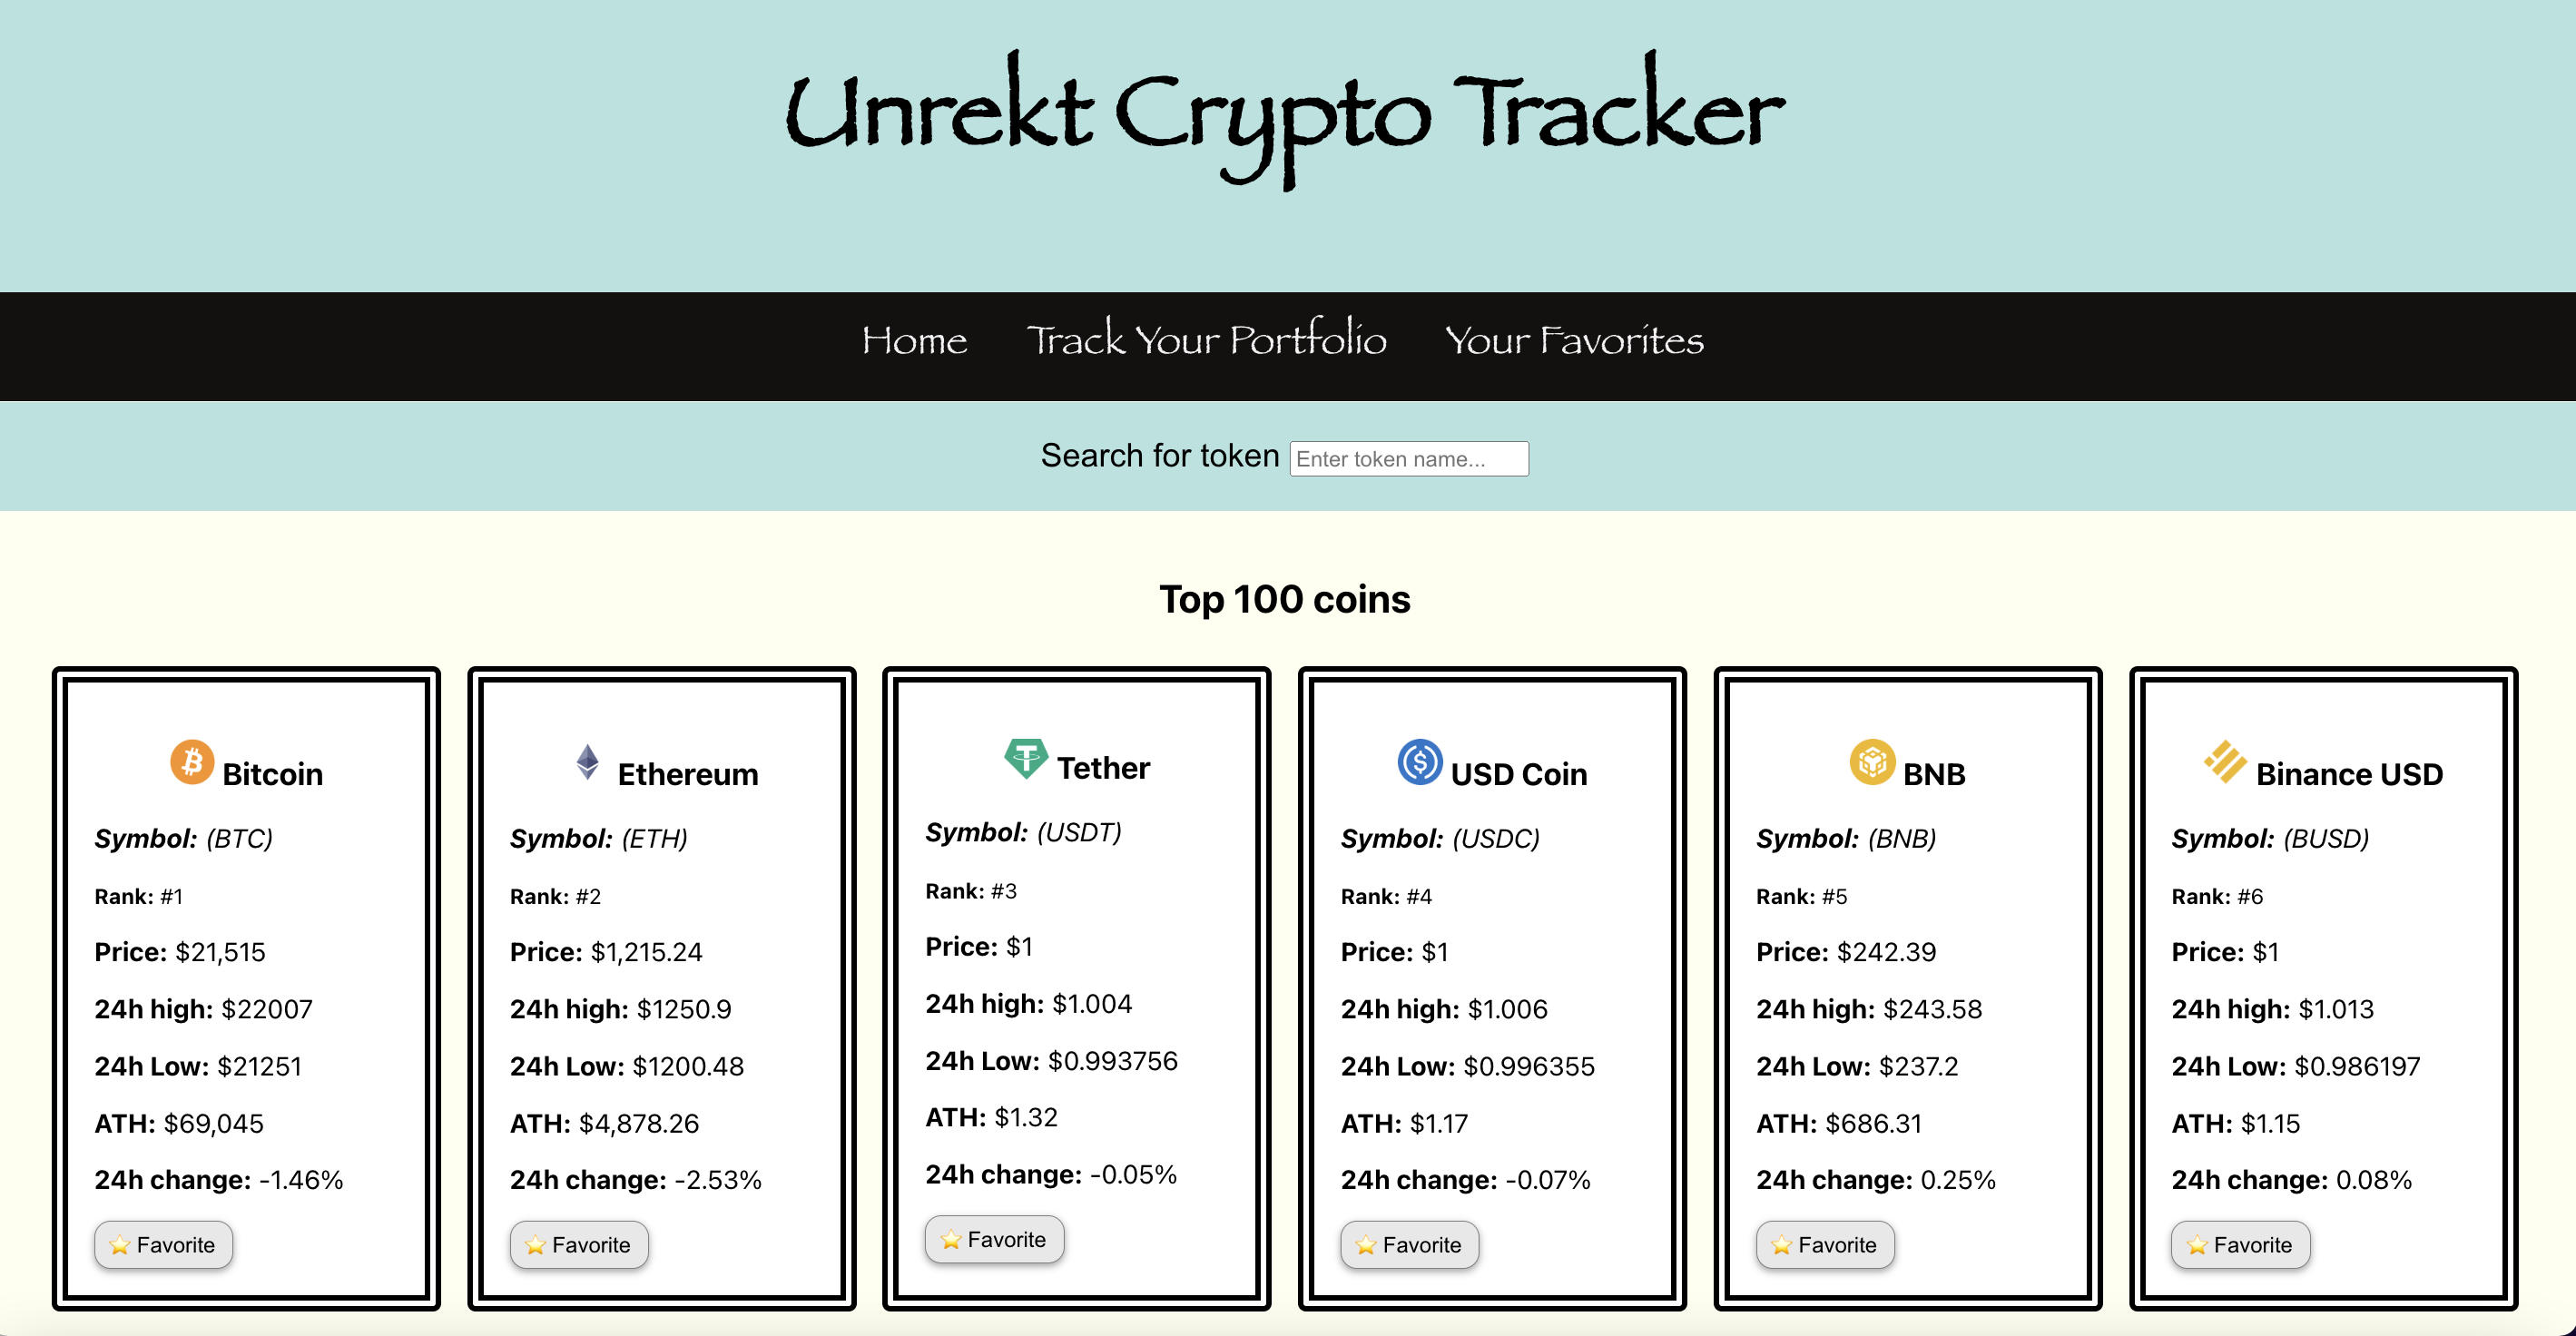 Unrekt Crypto Tracker
Home Track Your Portfolio Your Favorites
Search for token Enter token name...
Top 100 coins
Bitcoin
Symbol: (BTC)
Rank: #1
Price: $21,515
24h high: $22007
24h Low: $21251
ATH: $69,045
24h change: -1.46%
⭐ Favorite
Ethereum
Symbol: (ETH)
Rank: #2
Price: $1,215.24
24h high: $1250.9
24h Low: $1200.48
ATH: $4,878.26
24h change: -2.53%
⭐ Favorite
Tether
Symbol: (USDT)
Rank: #3
Price: $1
24h high: $1.004
24h Low: $0.993756
ATH: $1.32
24h change: -0.05%
⭐ Favorite
USD Coin
Symbol: (USDC)
Rank: #4
Price: $1
24h high: $1.006
24h Low: $0.996355
ATH: $1.17
24h change: -0.07%
⭐ Favorite
BNB
Symbol: (BNB)
Rank: #5
Price: $242.39
24h high: $243.58
24h Low: $237.2
ATH: $686.31
24h change: 0.25%
⭐ Favorite
Binance USD
Symbol: (BUSD)
Rank: #6
Price: $1
24h high: $1.013
24h Low: $0.986197
ATH: $1.15
24h change: 0.08%
⭐ Favorite